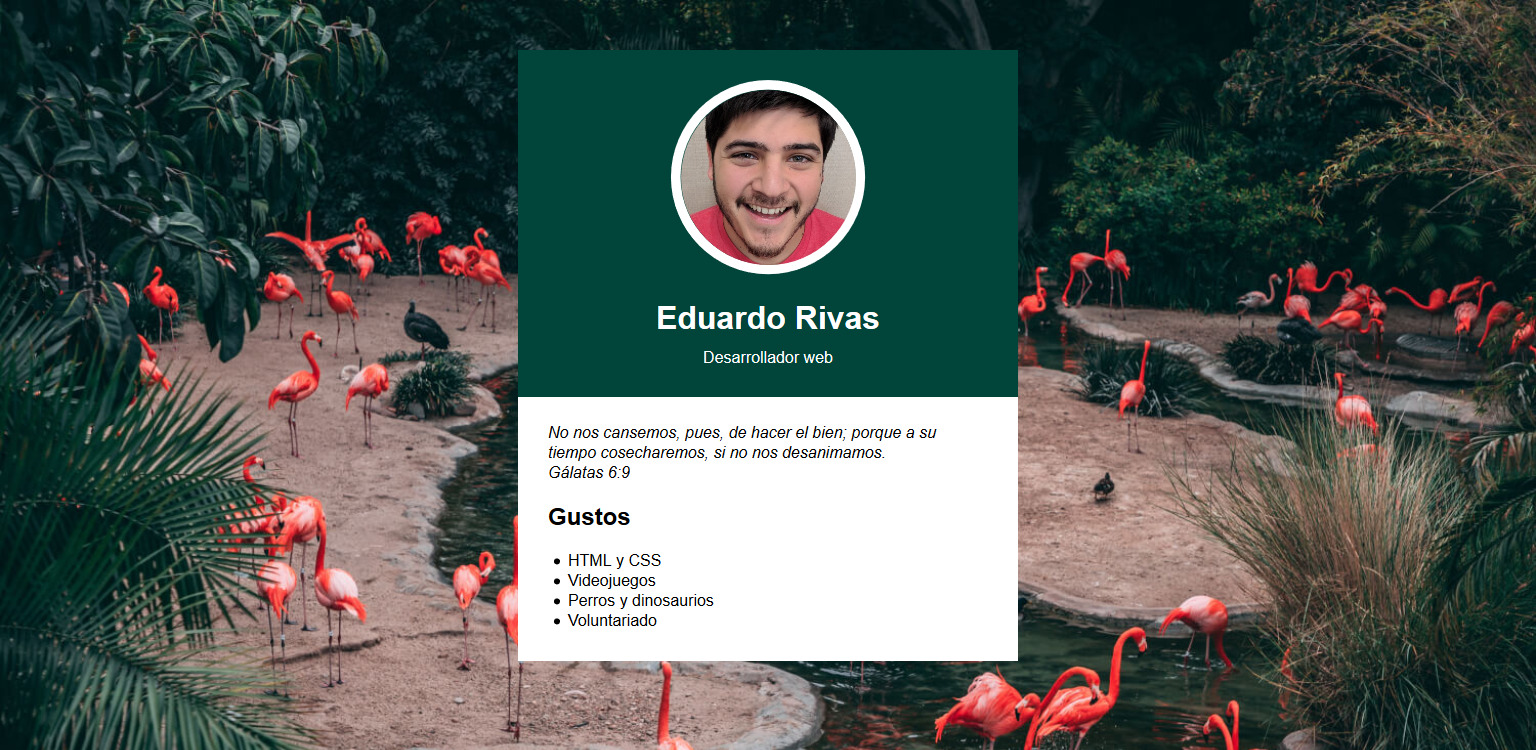 Eduardo Rivas
Desarrollador web
No nos cansemos, pues, de hacer el bien; porque a su
tiempo cosecharemos, si no nos desanimamos.
Gálatas 6:9
Gustos
HTML y CSS
Videojuegos
Perros y dinosaurios
Voluntariado